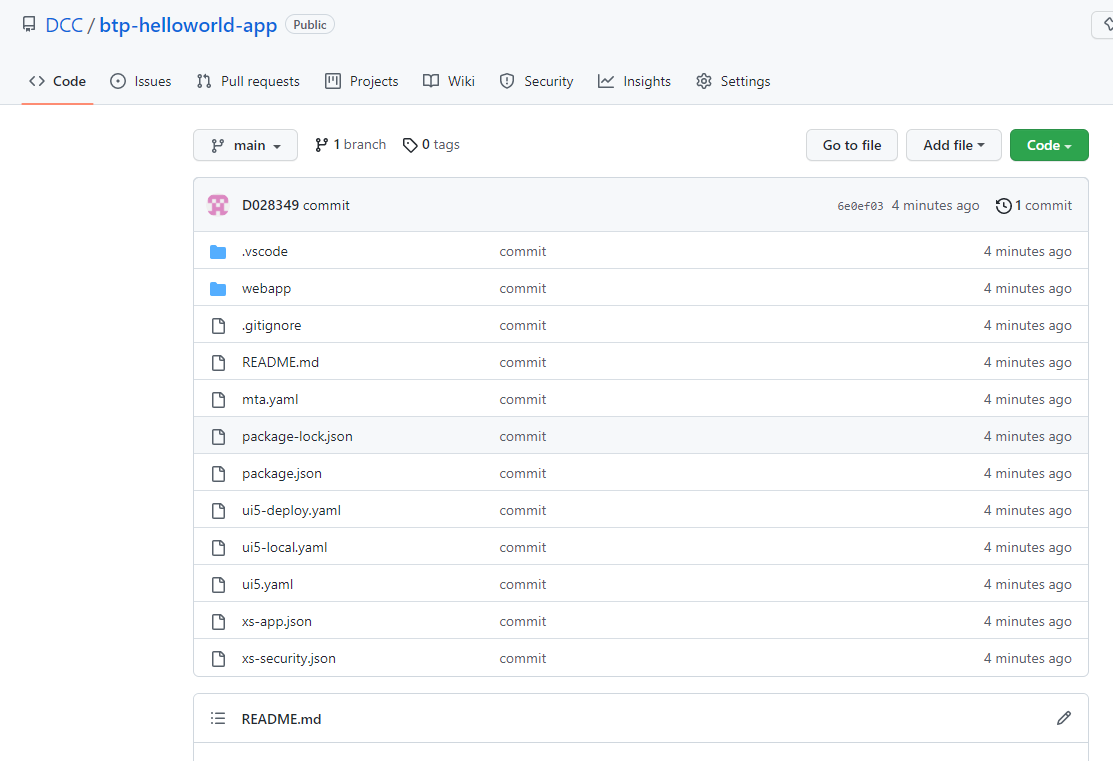 DCC / btp-helloworld-app Public
Code Issues Pull requests Projects Wiki Security Insights Settings
main 1 branch 0 tags Go to file Add file Code
D028349 commit 6e0ef03 4 minutes ago 1 commit
.vscode commit 4 minutes ago
webapp commit 4 minutes ago
.gitignore commit 4 minutes ago
README.md commit 4 minutes ago
mta.yaml commit 4 minutes ago
package-lock.json commit 4 minutes ago
package.json commit 4 minutes ago
ui5-deploy.yaml commit 4 minutes ago
ui5-local.yaml commit 4 minutes ago
ui5.yaml commit 4 minutes ago
xs-app.json commit 4 minutes ago
xs-security.json commit 4 minutes ago
README.md